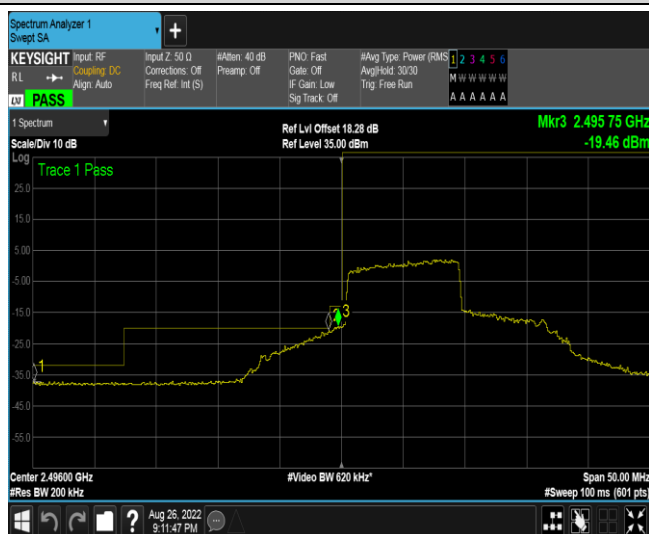 Spectrum Analyzer 1
Swept SA
+
KEYSIGHT
RL
LXI
PASS
Input: RF
Coupling: DC
Align: Auto
Input Z: 50 Ω
Corrections: Off
Freq Ref: Int (S)
#Atten: 40 dB
Preamp: Off
PNO: Fast
Gate: Off
IF Gain: Low
Sig Track: Off
#Avg Type: Power (RMS
Avg|Hold: 30/30
Trig: Free Run
1 2 3 4 5 6
M W W W W W
A A A A A A
1 Spectrum
Scale/Div 10 dB
Ref Lvl Offset 18.28 dB
Ref Level 35.00 dBm
Mkr3 2.495 75 GHz
-19.46 dBm
Log
Trace 1 Pass
25.0
15.0
5.00
-5.00
-15.0
-25.0
-35.0
-45.0
-55.0
1
2
3
Center 2.49600 GHz
#Res BW 200 kHz
#Video BW 620 kHz*
Span 50.00 MHz
#Sweep 100 ms (601 pts)
?
Aug 26, 2022
9:11:47 PM